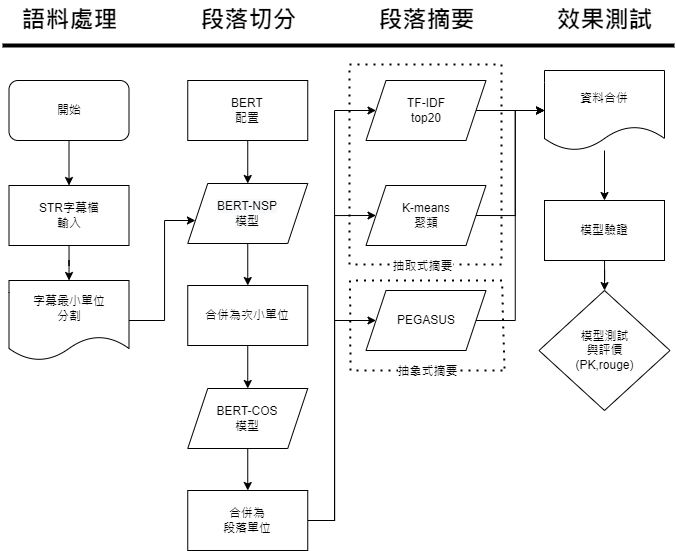 語料處理
段落切分
段落摘要
效果測試
開始
STR字幕檔
輸入
字幕最小單位
分割
BERT
配置
BERT-NSP
模型
合併為次小單位
BERT-COS
模型
合併為
段落單位
TF-IDF
top20
K-means
聚類
抽取式摘要
PEGASUS
抽象式摘要
資料合併
模型驗證
模型測試
與評價
(PK,rouge)